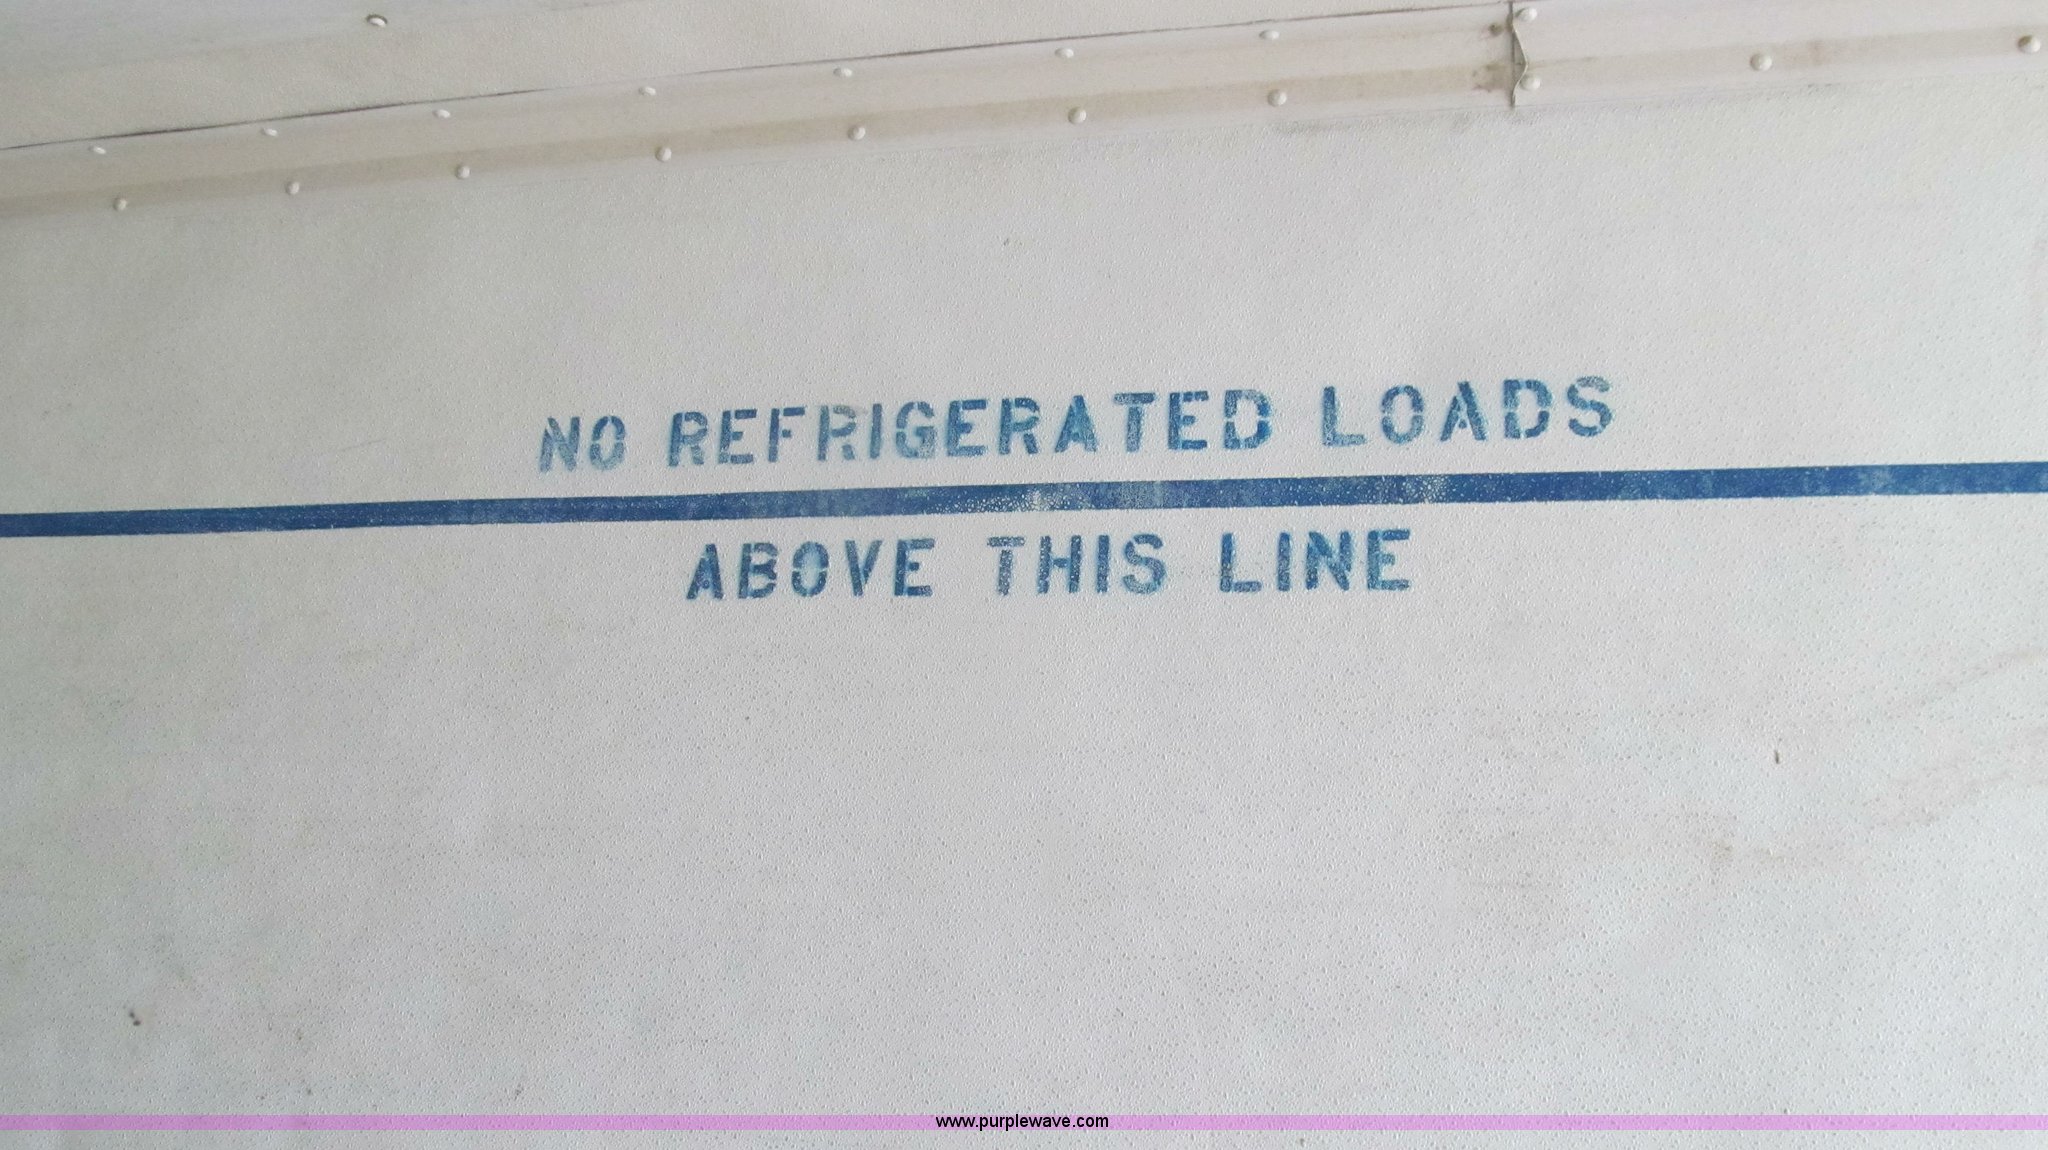 NO REFRIGERATED LOADS
ABOVE THIS LINE
www.purplewave.com